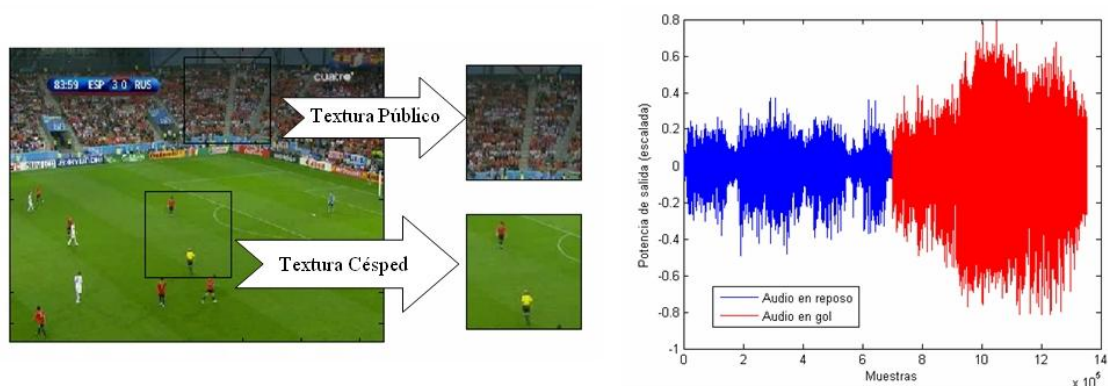 83:59 ESP 3 0 RUS
cuatro
Textura Público
Textura Césped
0.8
0.6
0.4
0.2
0
-0.2
-0.4
-0.6
-0.8
-1
Potencia de salida (escalada)
Audio en reposo
Audio en gol
0 2 4 6 8 10 12 14
Muestras
x 10^5